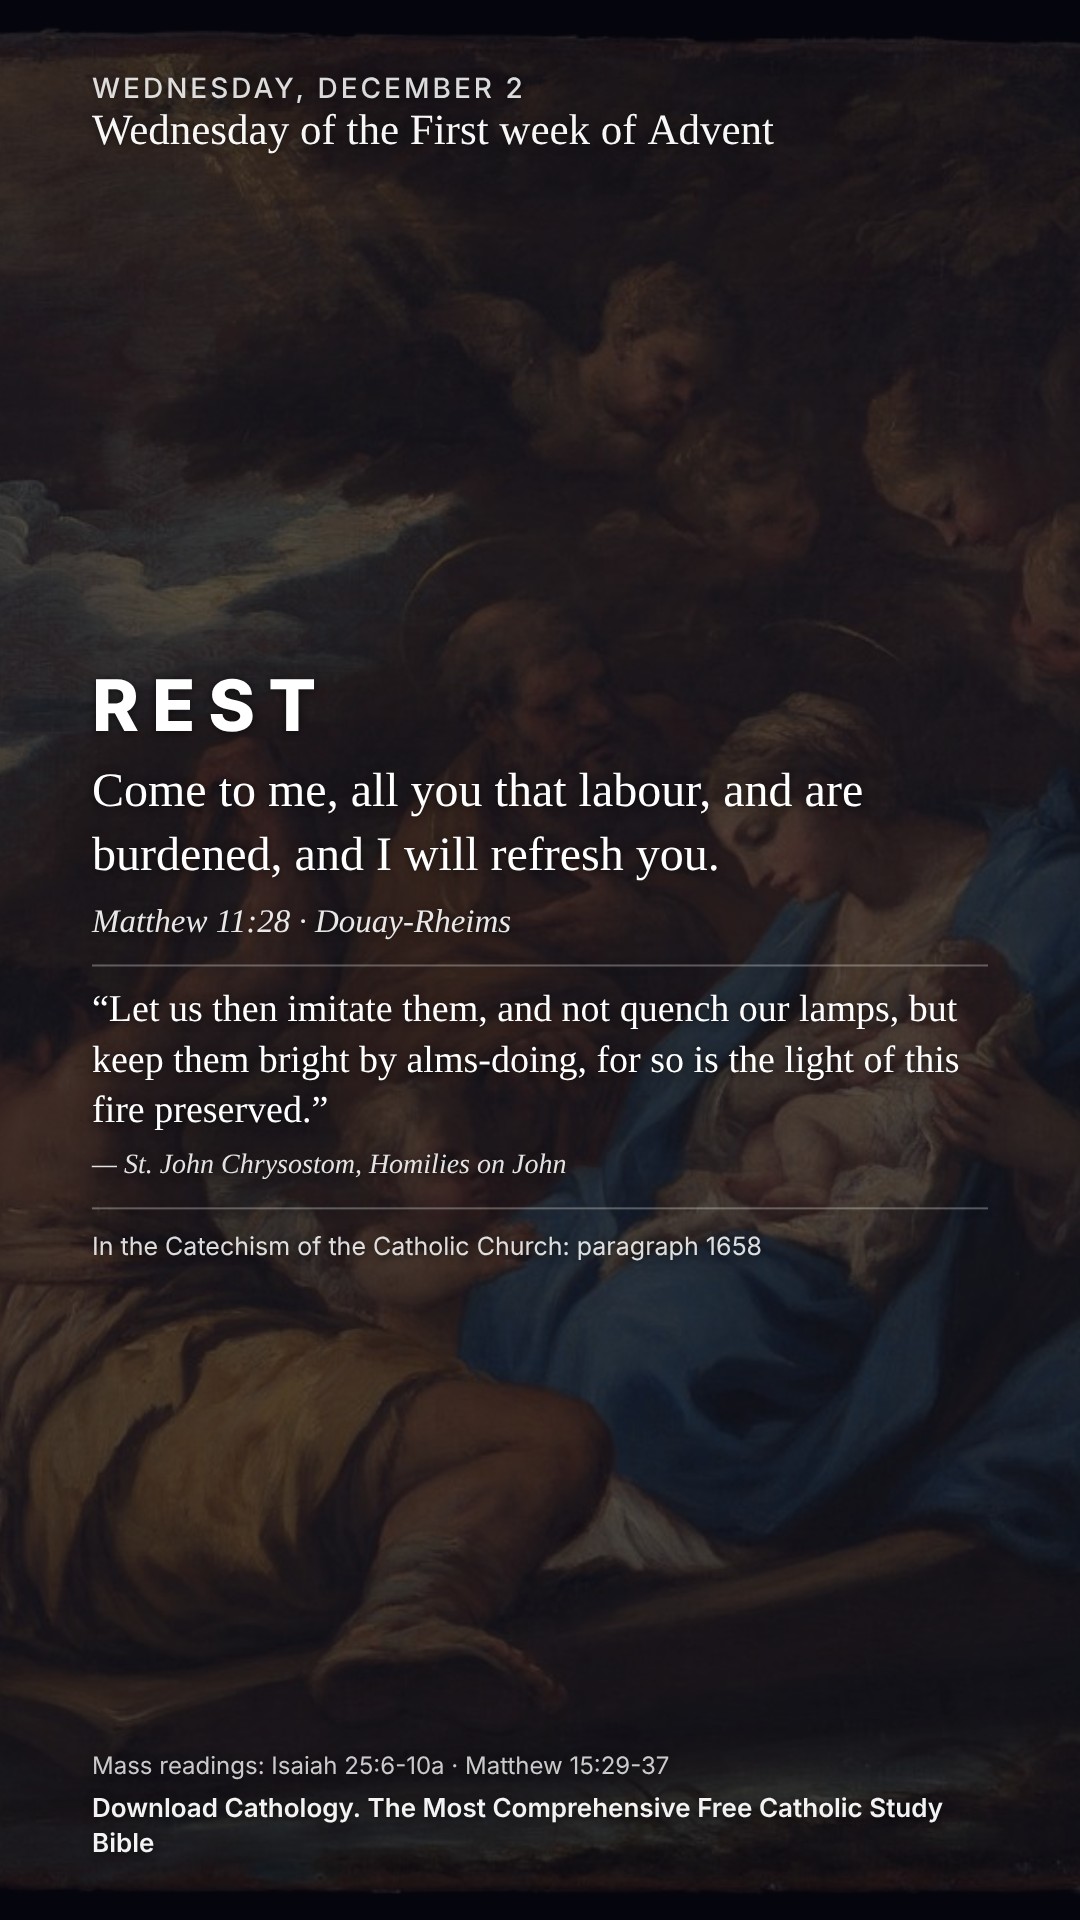 WEDNESDAY, DECEMBER 2
Wednesday of the First week of Advent
REST
Come to me, all you that labour, and are
burdened, and I will refresh you.
Matthew 11:28 · Douay-Rheims
“Let us then imitate them, and not quench our lamps, but
keep them bright by alms-doing, for so is the light of this
fire preserved.”
— St. John Chrysostom, Homilies on John
In the Catechism of the Catholic Church: paragraph 1658
Mass readings: Isaiah 25:6-10a · Matthew 15:29-37
Download Cathology. The Most Comprehensive Free Catholic Study
Bible